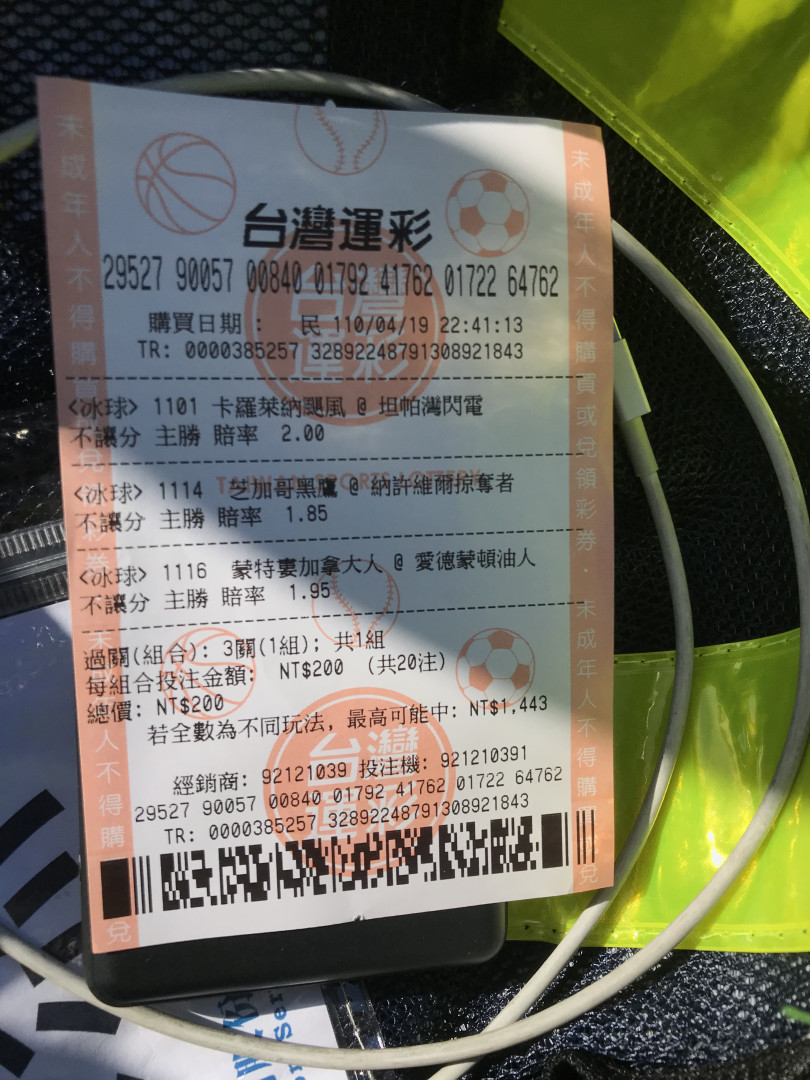 台灣運彩
29527 90057 00840 01792 41762 01722 64762
購買日期： 民 110/04/19 22:41:13
TR: 0000385257 328922487913089​21843
<冰球> 1101 卡羅萊納颶風 @ 坦帕灣閃電
不讓分 主勝 賠率 2.00
TAIWAN SPORTS LOTTERY
<冰球> 1114 芝加哥黑鷹 @ 納許維爾掠奪者
不讓分 主勝 賠率 1.85
<冰球> 1116 蒙特婁加拿大人 @ 愛德蒙頓油人
不讓分 主勝 賠率 1.95
過關(組合): 3關(1組); 共1組
每組合投注金額: NT$200 (共20注)
總價: NT$200
若全數為不同玩法, 最高可能中: NT$1,443
經銷商: 92121039 投注機: 921210391
29527 90057 00840 01792 41762 01722 64762
TR: 0000385257 32892248791308921843
未成年人不得購買或兌領彩券．未成年人不得購
兌
台灣運彩